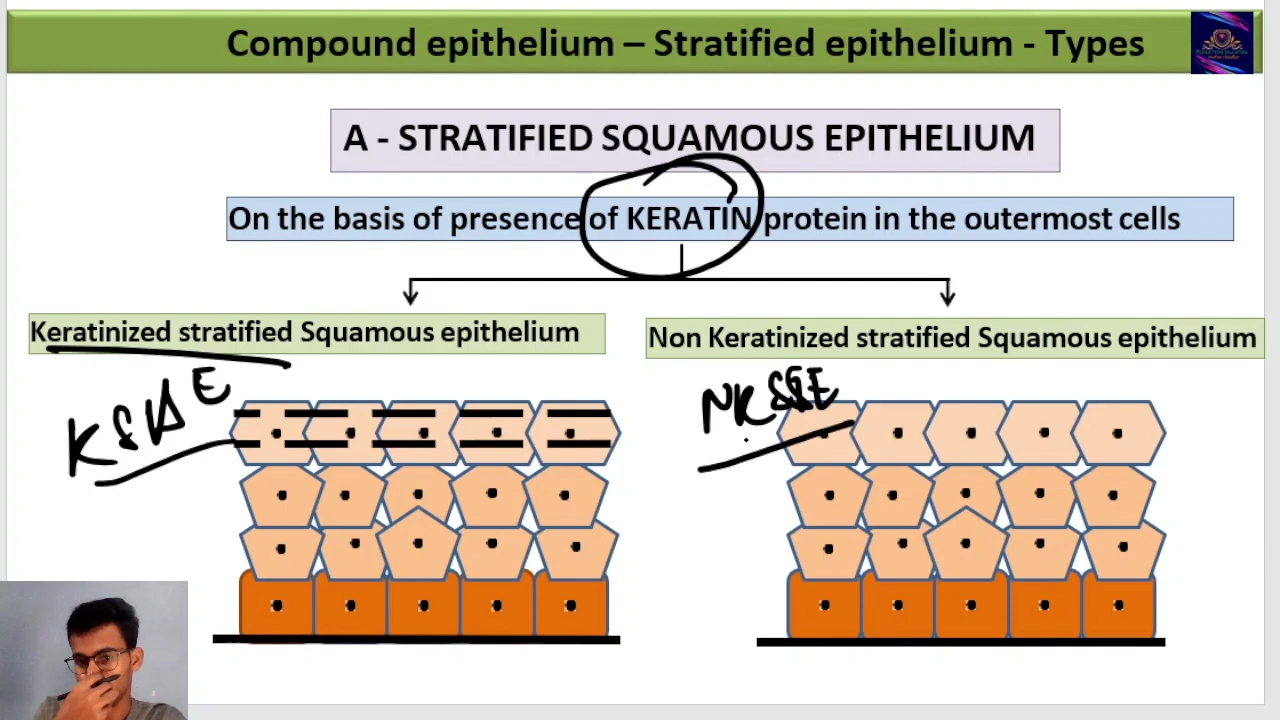 Compound epithelium – Stratified epithelium - Types
A - STRATIFIED SQUAMOUS EPITHELIUM
On the basis of presence of KERATIN protein in the outermost cells
Keratinized stratified Squamous epithelium
Non Keratinized stratified Squamous epithelium